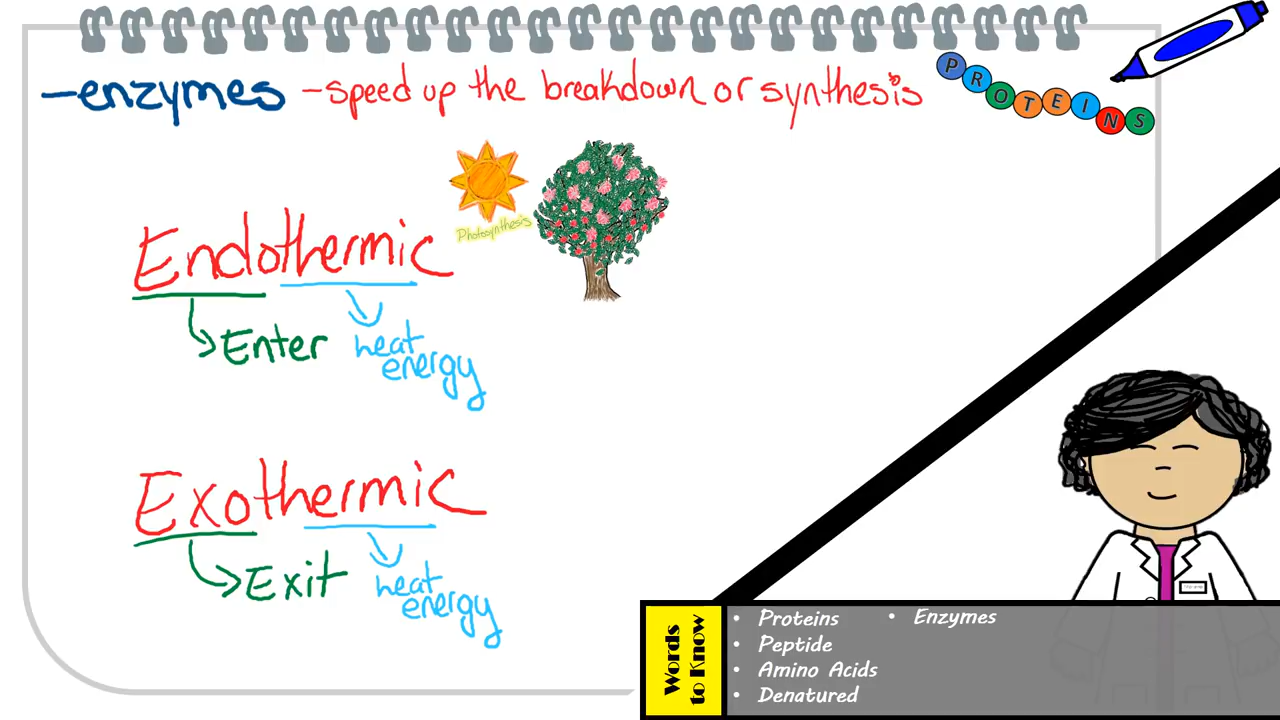 -enzymes -speed up the breakdown or synthesis
PROTEINS
Photosynthesis
Endothermic
Enter
heat
energy
Exothermic
Exit
heat
energy
Words
to Know
• Proteins
• Peptide
• Amino Acids
• Denatured
• Enzymes